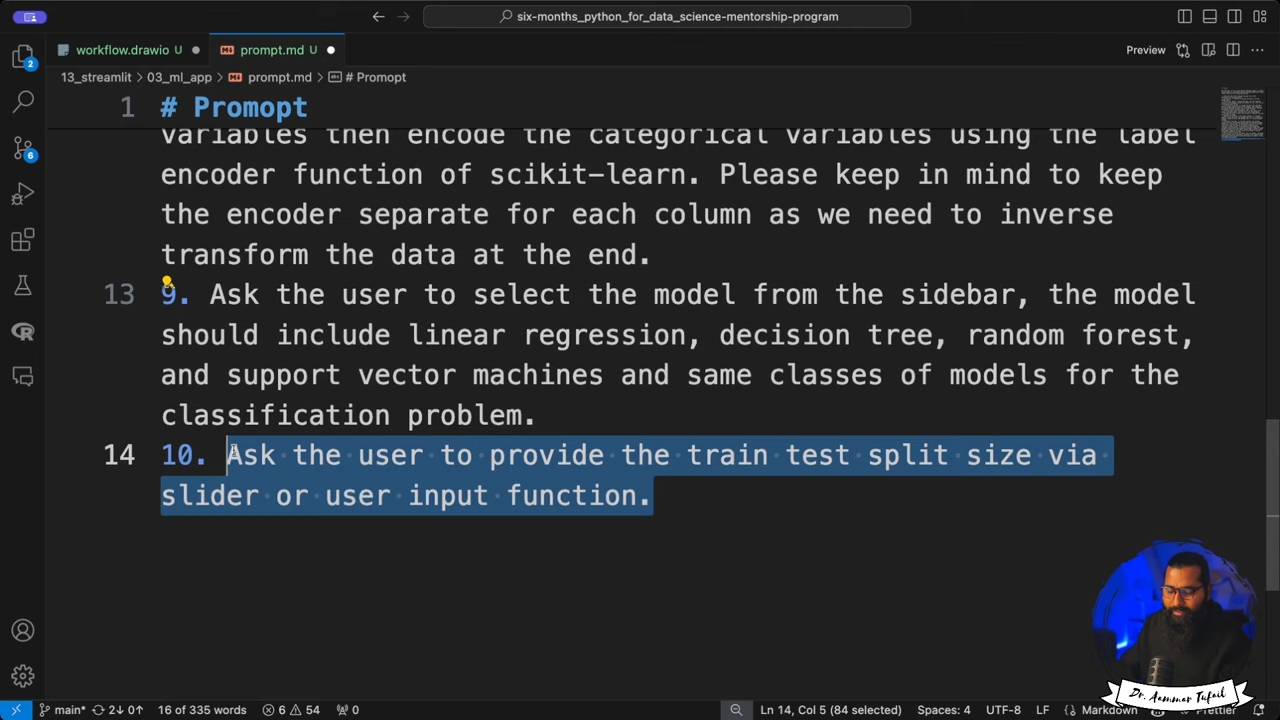 six-months_python_for_data_science-mentorship-program
workflow.drawio U
prompt.md U
Preview
13_streamlit > 03_ml_app > prompt.md > # Promopt
1 # Promopt
variables then encode the categorical variables using the label
encoder function of scikit-learn. Please keep in mind to keep
the encoder separate for each column as we need to inverse
transform the data at the end.
13 9. Ask the user to select the model from the sidebar, the model
should include linear regression, decision tree, random forest,
and support vector machines and same classes of models for the
classification problem.
14 10. Ask the user to provide the train test split size via
slider or user input function.
2
6
Dr. Aammar Tufail
main* 2↓ 0↑ 16 of 335 words 6 54 0 Ln 14, Col 5 (84 selected) Spaces: 4 UTF-8 LF Markdown Prettier